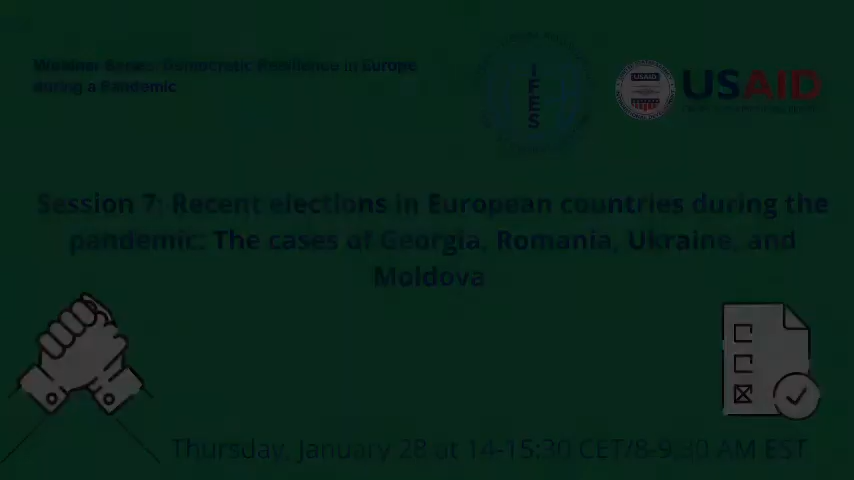 Webinar Series: Democratic Resilience in Europe
during a Pandemic
IFES
USAID
USAID
Session 7: Recent elections in European countries during the
pandemic: The cases of Georgia, Romania, Ukraine, and
Moldova
Thursday, January 28 at 14-15:30 CET/8-9:30 AM EST